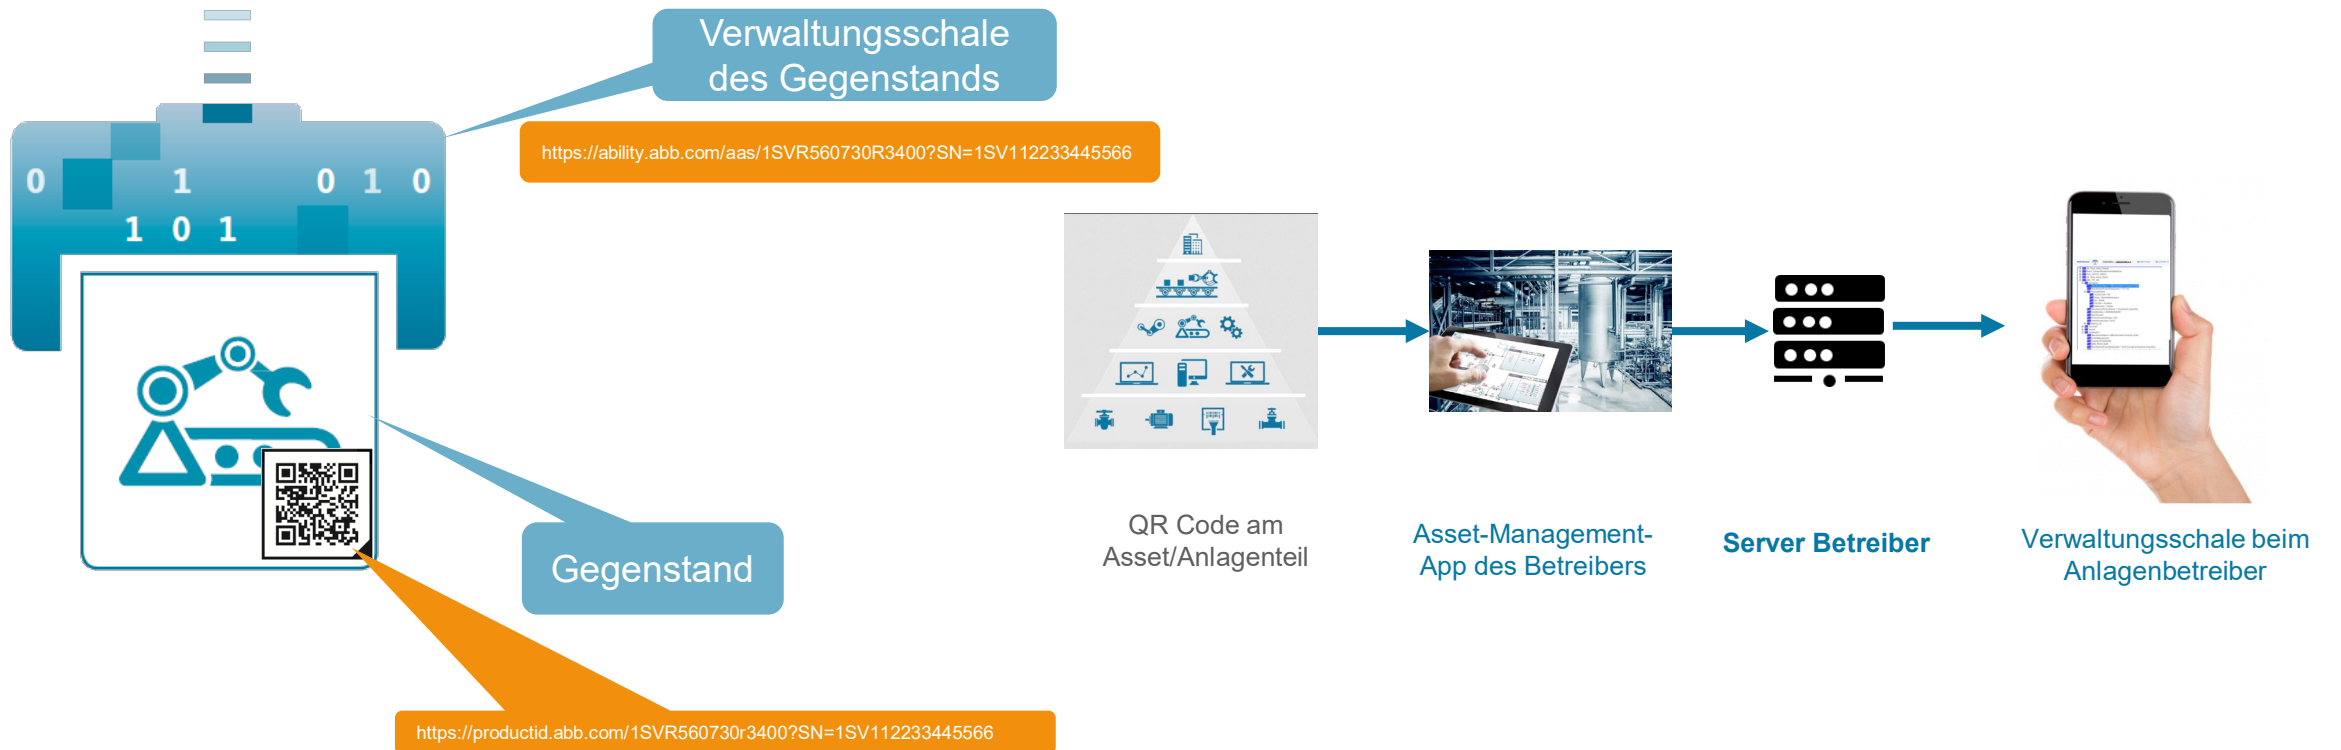 Verwaltungsschale
des Gegenstands
https://ability.abb.com/aas/1SVR560730R3400?SN=1SV112233445566
0 1 0 1 0
1 0 1
Gegenstand
https://productid.abb.com/1SVR560730r3400?SN=1SV112233445566
QR Code am
Asset/Anlagenteil
Asset-Management-
App des Betreibers
Server Betreiber
Verwaltungsschale beim
Anlagenbetreiber